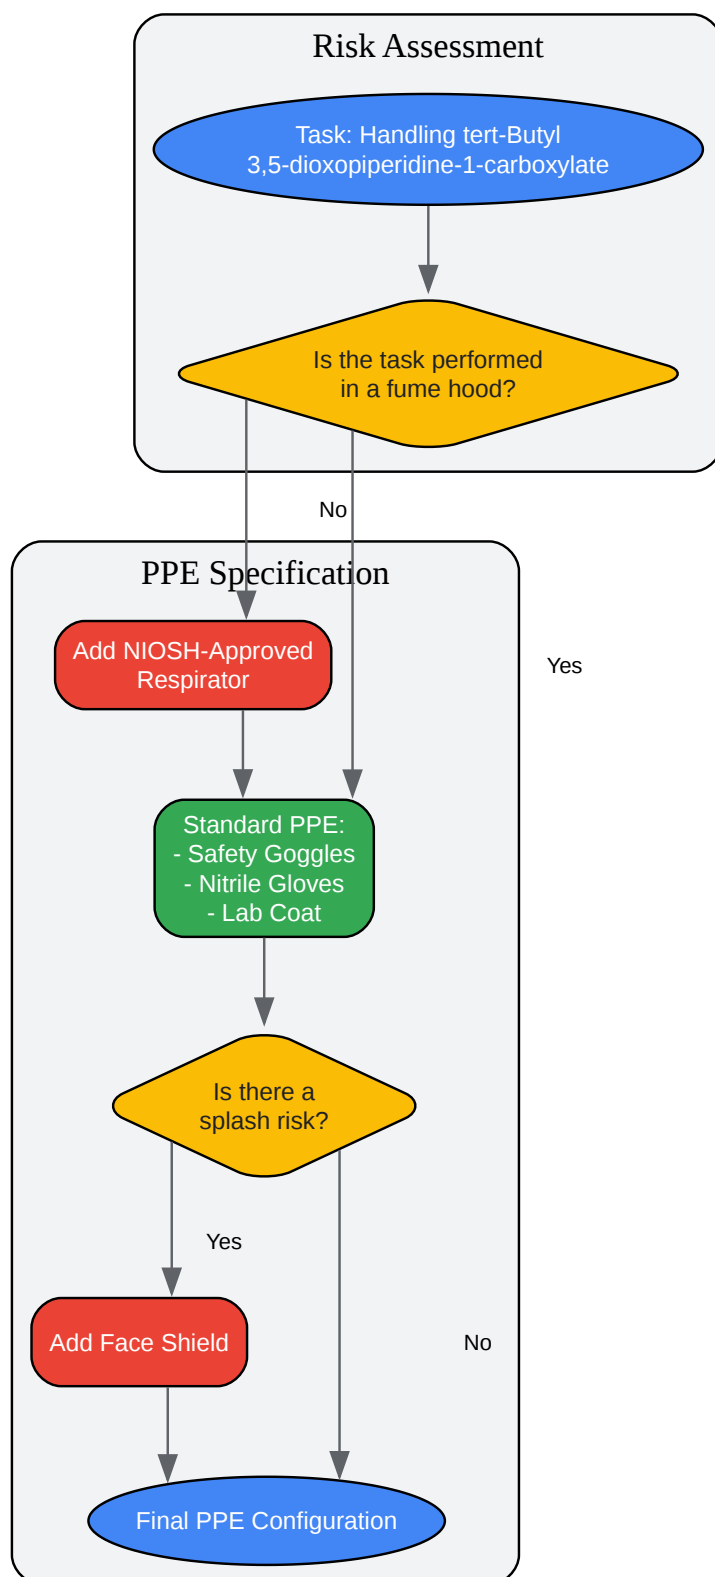 Risk Assessment
Task: Handling tert-Butyl
3,5-dioxopiperidine-1-carboxylate
Is the task performed
in a fume hood?
No
PPE Specification
Add NIOSH-Approved
Respirator
Yes
Standard PPE:
- Safety Goggles
- Nitrile Gloves
- Lab Coat
Is there a
splash risk?
Yes
Add Face Shield
No
Final PPE Configuration